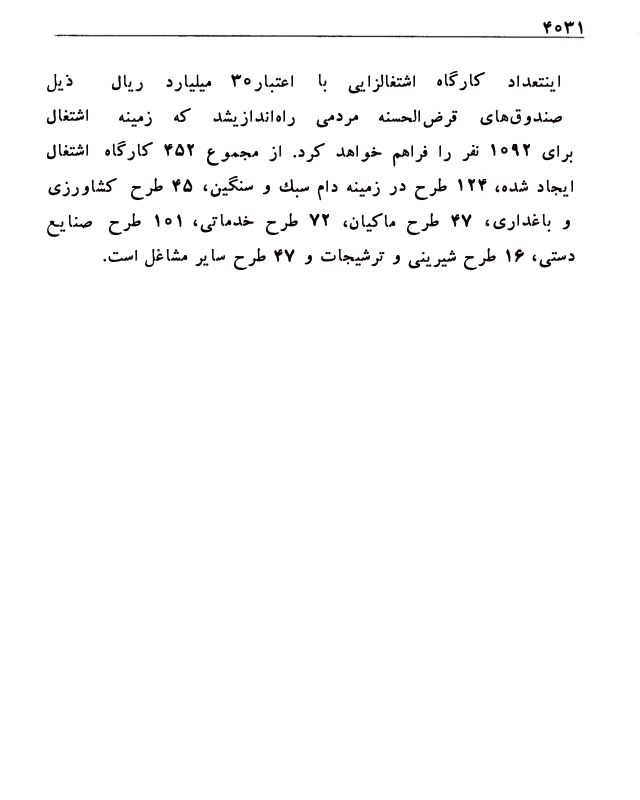 ۴۰۳۱
اینتعداد کارگاه اشتغالزایی با اعتبار۳۰ میلیارد ریال ذیل
صندوق‌های قرض‌الحسنه مردمی راه‌اندازیشد که زمینه اشتغال
برای ۱۰۹۲ نفر را فراهم خواهد کرد. از مجموع ۴۵۲ کارگاه اشتغال
ایجاد شده، ۱۲۴ طرح در زمینه دام سبك و سنگین، ۴۵ طرح کشاورزی
و باغداری، ۴۷ طرح ماکیان، ۷۲ طرح خدماتی، ۱۰۱ طرح صنایع
دستی، ۱۶ طرح شیرینی و ترشیجات و ۴۷ طرح سایر مشاغل است.